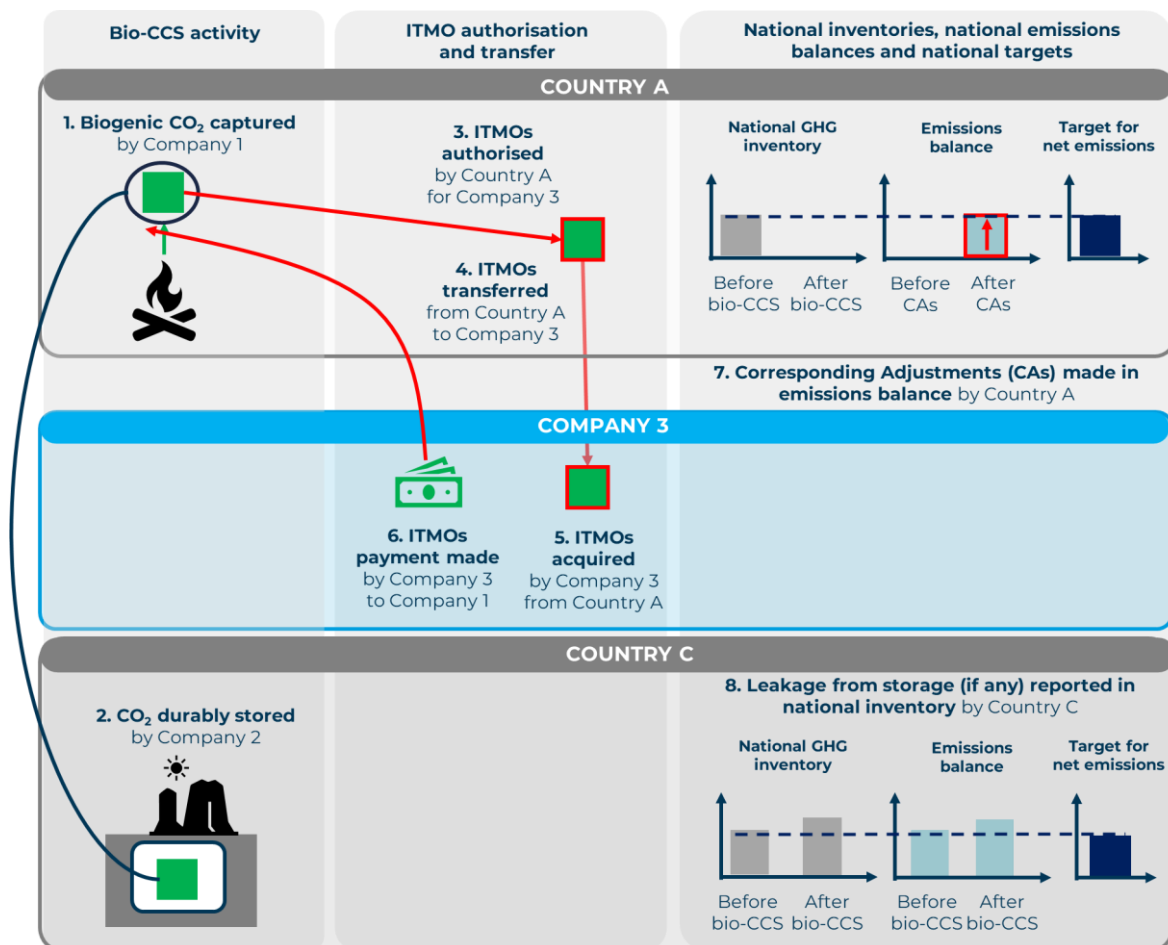 Bio-CCS activity
ITMO authorisation
and transfer
National inventories, national emissions
balances and national targets
COUNTRY A
1. Biogenic CO₂ captured
by Company 1
3. ITMOs
authorised
by Country A
for Company 3
4. ITMOs
transferred
from Country A
to Company 3
National GHG
inventory
Emissions
balance
Target for
net emissions
Before
bio-CCS
After
bio-CCS
Before
CAs
After
CAs
7. Corresponding Adjustments (CAs) made in
emissions balance by Country A
COMPANY 3
6. ITMOs
payment made
by Company 3
to Company 1
5. ITMOs
acquired
by Company 3
from Country A
COUNTRY C
2. CO₂ durably stored
by Company 2
8. Leakage from storage (if any) reported in
national inventory by Country C
National GHG
inventory
Emissions
balance
Target for
net emissions
Before
bio-CCS
After
bio-CCS
Before
bio-CCS
After
bio-CCS